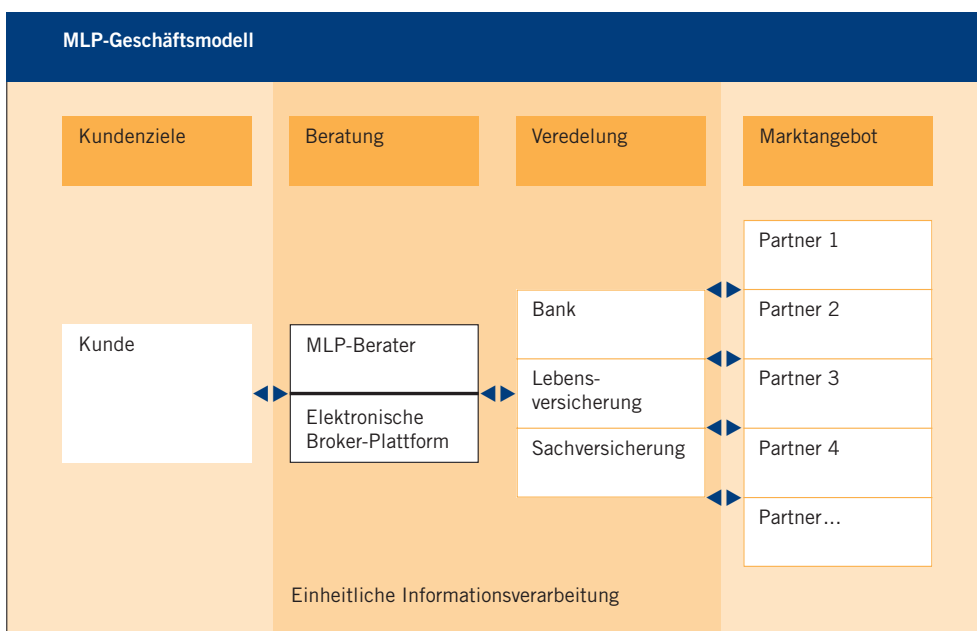 MLP-Geschäftsmodell
Kundenziele
Beratung
Veredelung
Marktangebot
Kunde
MLP-Berater
Elektronische
Broker-Plattform
Bank
Lebens-
versicherung
Sachversicherung
Partner 1
Partner 2
Partner 3
Partner 4
Partner...
Einheitliche Informationsverarbeitung